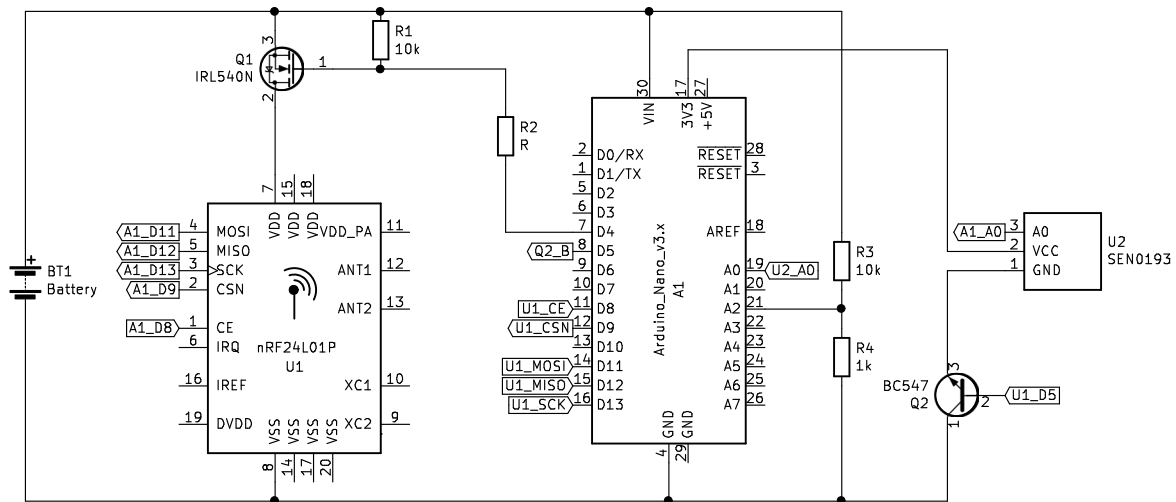 3
Q1
IRL540N
1
2
R1
10k
R2
R
30
VIN
17
3V3
27
+5V
2 D0/RX
1 D1/TX
5 D2
6 D3
7 D4
Q2_B 8 D5
9 D6
10 D7
U1_CE 11 D8
U1_CSN 12 D9
13 D10
U1_MOSI 14 D11
U1_MISO 15 D12
U1_SCK 16 D13
RESET 28
RESET 3
AREF 18
A0 19 U2_A0
A1 20
A2 21
A3 22
A4 23
A5 24
A6 25
A7 26
Arduino_Nano_v3.x
A1
GND
4
GND
29
7
VDD
15
VDD
18
VDD
A1_D11 4 MOSI
A1_D12 5 MISO
A1_D13 3 SCK
A1_D9 2 CSN
A1_D8 1 CE
6 IRQ
16 IREF
19 DVDD
VDD_PA 11
ANT1 12
ANT2 13
XC1 10
XC2 9
nRF24L01P
U1
VSS
8
VSS
14
VSS
17
VSS
20
+
BT1
Battery
R3
10k
R4
1k
A1_A0 3 A0
2 VCC
1 GND
U2
SEN0193
BC547
Q2
3
2
1
U1_D5